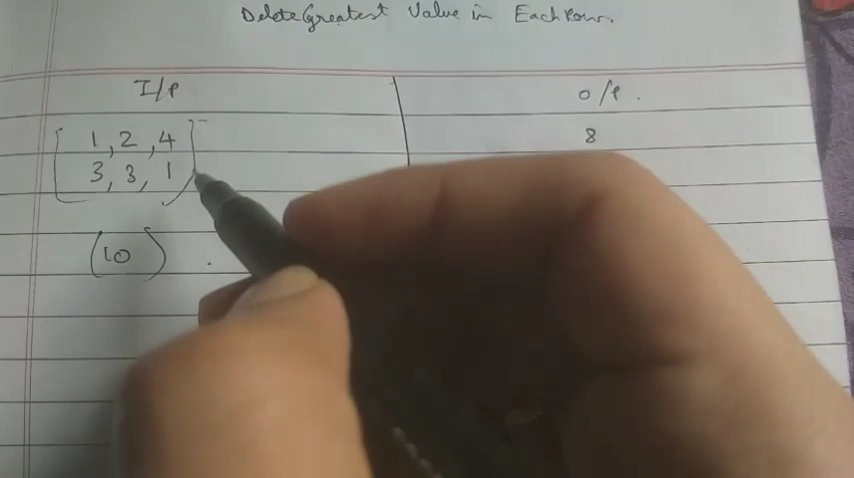 Delete Greatest Value in Each Row.
I/P
O/P.
1, 2, 4
8
3, 3, 1
(10)